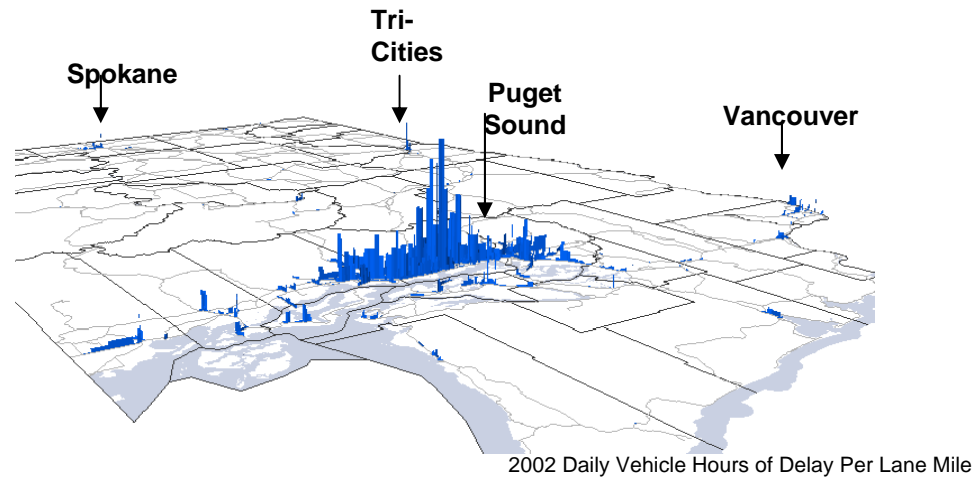 Tri-
Cities
Spokane
Puget
Sound
Vancouver
2002 Daily Vehicle Hours of Delay Per Lane Mile